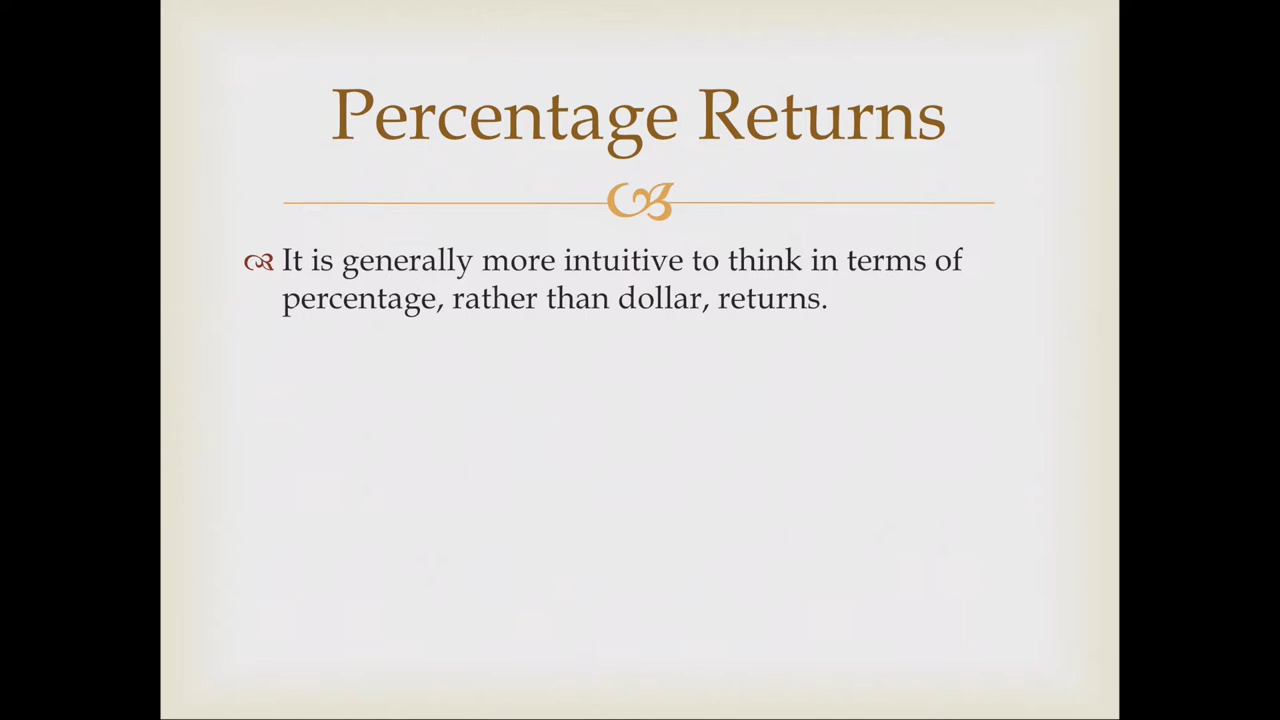 Percentage Returns
It is generally more intuitive to think in terms of
percentage, rather than dollar, returns.